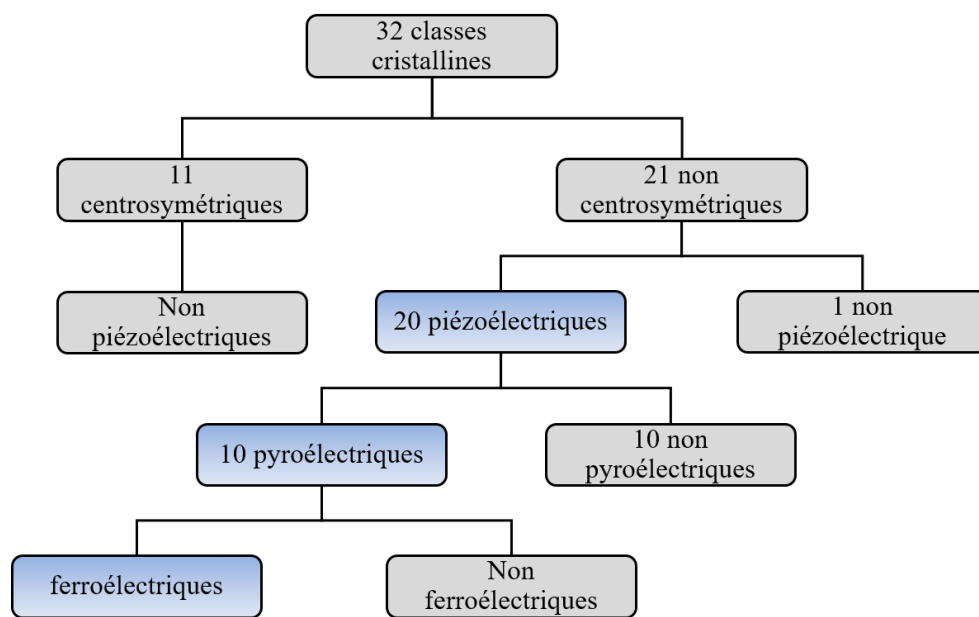 32 classes
cristallines
11
centrosymétriques
21 non
centrosymétriques
Non
piézoélectriques
20 piézoélectriques
1 non
piézoélectrique
10 pyroélectriques
10 non
pyroélectriques
ferroélectriques
Non
ferroélectriques